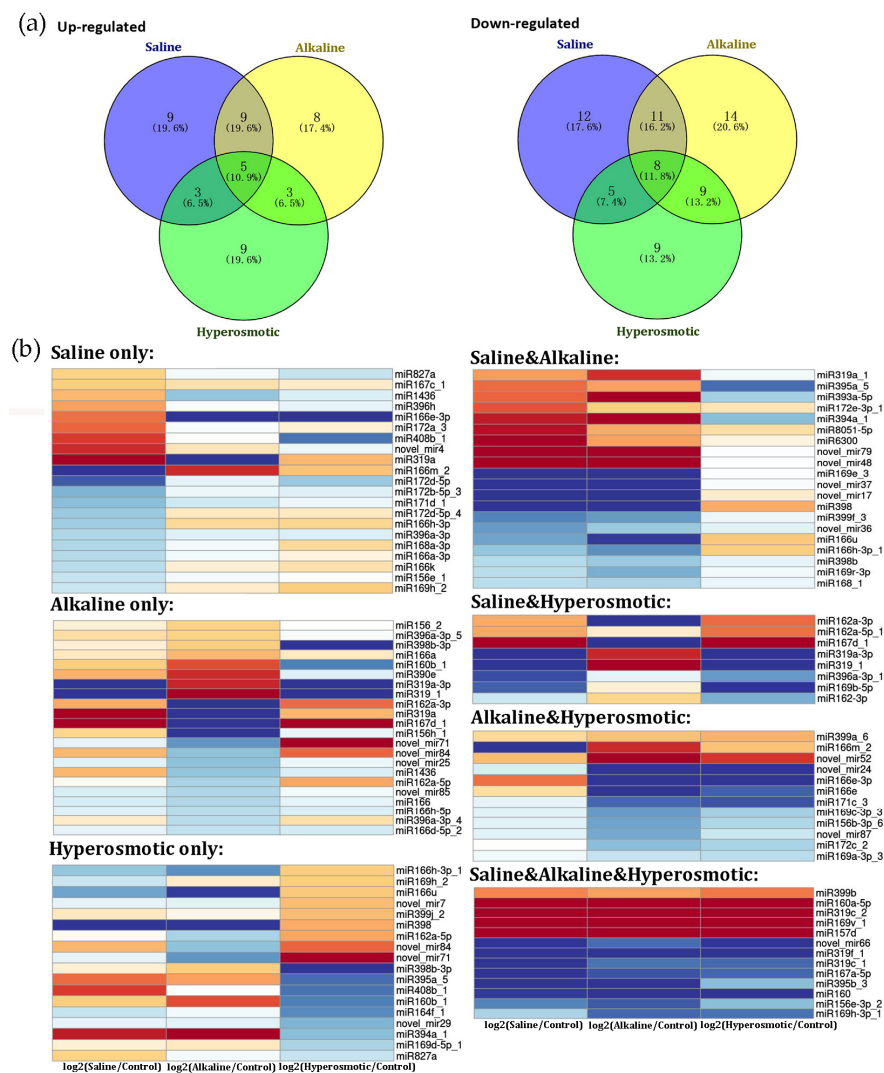 (a)
Up-regulated
Down-regulated
Saline
Alkaline
Saline
Alkaline
9
(19.6%)
9
(19.6%)
8
(17.4%)
5
(10.9%)
3
(6.5%)
3
(6.5%)
9
(19.6%)
Hyperosmotic
12
(17.6%)
11
(16.2%)
14
(20.6%)
8
(11.8%)
5
(7.4%)
9
(13.2%)
9
(13.2%)
Hyperosmotic
(b)
Saline only:
miR827a
miR167c_1
miR1436
miR396h
miR166e-3p
miR172a_3
miR408b_1
novel_mir4
miR319a
miR166m_2
miR172d-5p
miR172b-5p_3
miR171d_1
miR172d-5p_4
miR166h-3p
miR396a-3p
miR168a-3p
miR166a-3p
miR166k
miR156e_1
miR169h_2
Alkaline only:
miR156_2
miR396a-3p_5
miR398b-3p
miR166a
miR160b_1
miR390e
miR319a-3p
miR319_1
miR162a-3p
miR319a
miR167d_1
miR156h_1
novel_mir71
novel_mir84
novel_mir25
miR1436
miR162a-5p
novel_mir85
miR166
miR166h-5p
miR396a-3p_4
miR166d-5p_2
Hyperosmotic only:
miR166h-3p_1
miR169h_2
miR166u
novel_mir7
miR399j_2
miR398
miR162a-5p
novel_mir84
novel_mir71
miR398b-3p
miR395a_5
miR408b_1
miR160b_1
miR164f_1
novel_mir29
miR394a_1
miR169d-5p_1
miR827a
log2(Saline/Control) log2(Alkaline/Control) log2(Hyperosmotic/Control)
Saline&Alkaline:
miR319a_1
miR395a_5
miR393a-5p
miR172e-3p_1
miR394a_1
miR8051-5p
miR6300
novel_mir79
novel_mir48
miR169e_3
novel_mir37
novel_mir17
miR398
miR399f_3
novel_mir36
miR166u
miR166h-3p_1
miR398b
miR169r-3p
miR168_1
Saline&Hyperosmotic:
miR162a-3p
miR162a-5p_1
miR167d_1
miR319a-3p
miR319_1
miR396a-3p_1
miR169b-5p
miR162-3p
Alkaline&Hyperosmotic:
miR399a_6
miR166m_2
novel_mir52
novel_mir24
miR166e-3p
miR166e
miR171c_3
miR169c-3p_3
miR156b-3p_6
novel_mir87
miR172c_2
miR169a-3p_3
Saline&Alkaline&Hyperosmotic:
miR399b
miR160a-5p
miR319c_2
miR169v_1
miR157d
novel_mir66
miR319f_1
miR319c_1
miR167a-5p
miR395b_3
miR160
miR156e-3p_2
miR169h-3p_1
log2(Saline/Control) log2(Alkaline/Control) log2(Hyperosmotic/Control)